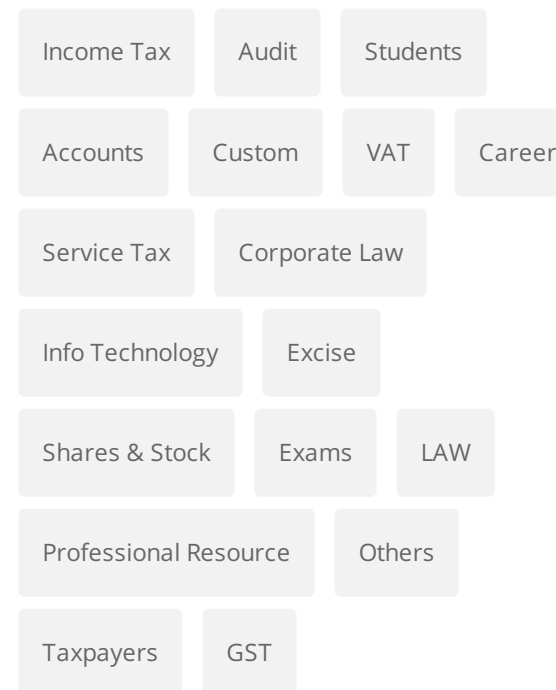 Income Tax Audit Students
Accounts Custom VAT Career
Service Tax Corporate Law
Info Technology Excise
Shares & Stock Exams LAW
Professional Resource Others
Taxpayers GST